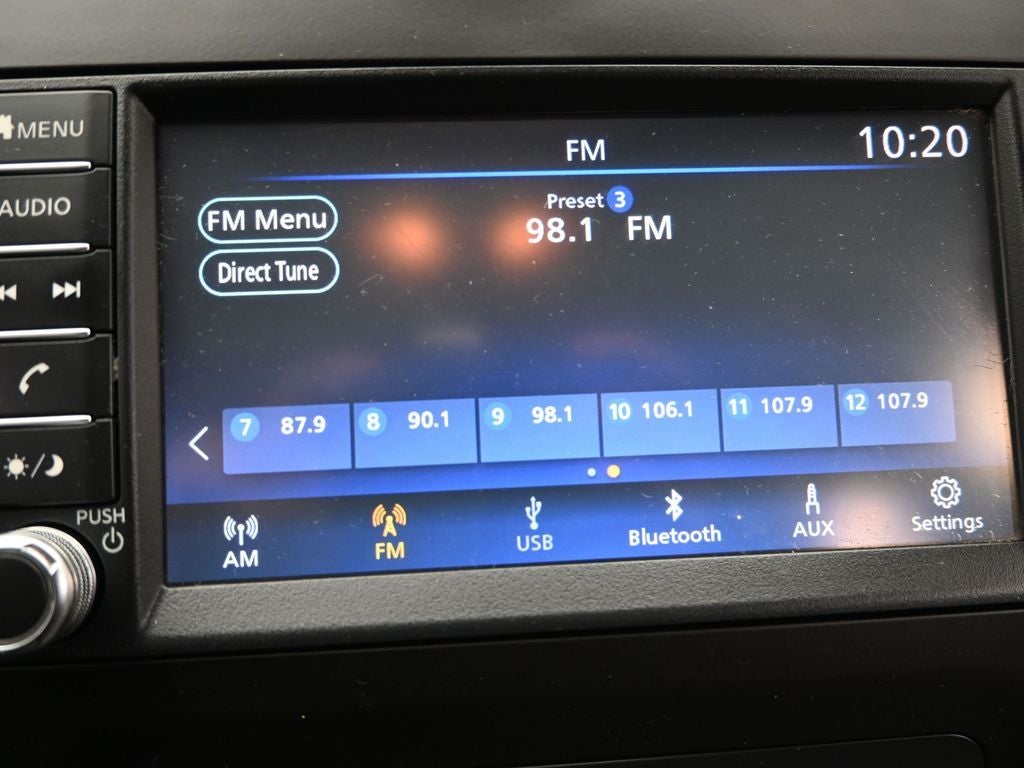 MENU
AUDIO
PUSH
FM
10:20
FM Menu
Direct Tune
Preset 3
98.1 FM
7 87.9
8 90.1
9 98.1
10 106.1
11 107.9
12 107.9
AM
FM
USB
Bluetooth
AUX
Settings